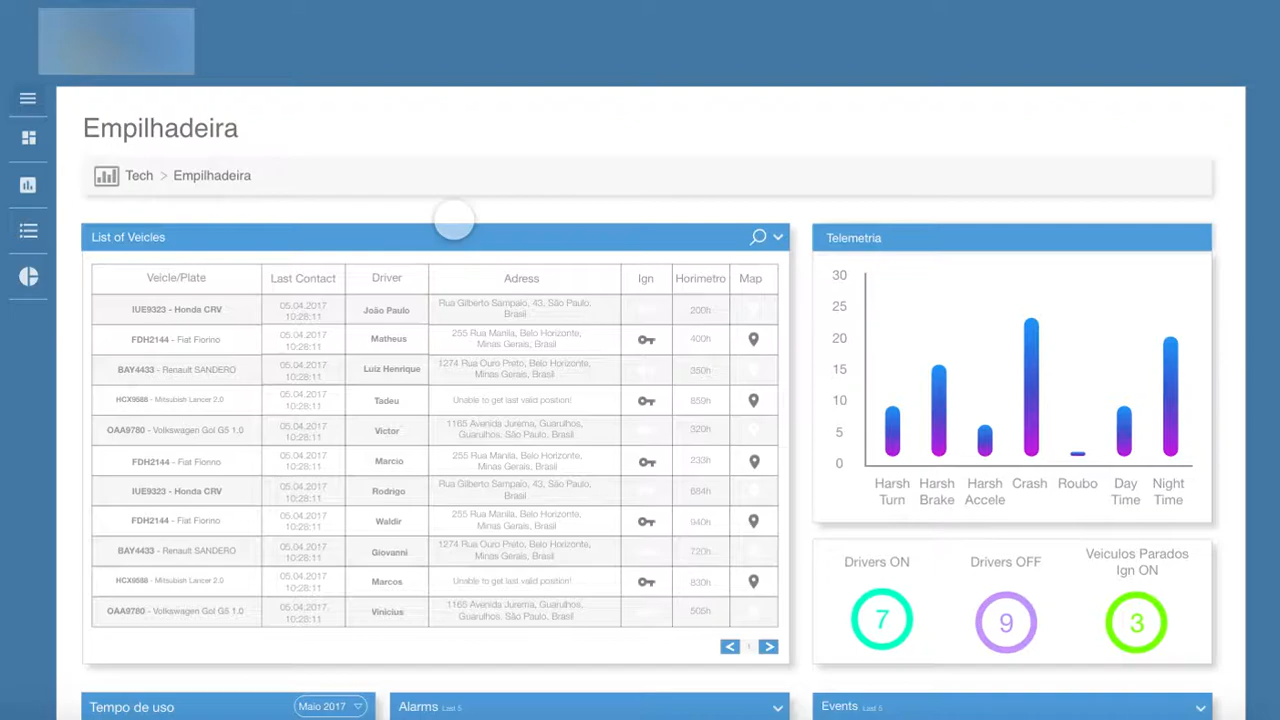 Empilhadeira
Tech > Empilhadeira
List of Veicles
Veicle/Plate Last Contact Driver Adress Ign Horimetro Map
IUE9323 - Honda CRV 05.04.2017 10:28:11 João Paulo Rua Gilberto Sampaio, 43, São Paulo, Brasil 200h
FDH2144 - Fiat Fiorino 05.04.2017 10:28:11 Matheus 255 Rua Manila, Belo Horizonte, Minas Gerais, Brasil 400h
BAY4433 - Renault SANDERO 05.04.2017 10:28:11 Luiz Henrique 1274 Rua Ouro Preto, Belo Horizonte, Minas Gerais, Brasil 350h
HCX9588 - Mitsubish Lancer 2.0 05.04.2017 10:28:11 Tadeu Unable to get last valid position! 859h
OAA9780 - Volkswagen Gol G5 1.0 05.04.2017 10:28:11 Victor 1165 Avenida Jurema, Guarulhos, Guarulhos, São Paulo, Brasil 320h
FDH2144 - Fiat Fiorino 05.04.2017 10:28:11 Marcio 255 Rua Manila, Belo Horizonte, Minas Gerais, Brasil 233h
IUE9323 - Honda CRV 05.04.2017 10:28:11 Rodrigo Rua Gilberto Sampaio, 43, São Paulo, Brasil 684h
FDH2144 - Fiat Fiorino 05.04.2017 10:28:11 Waldir 255 Rua Manila, Belo Horizonte, Minas Gerais, Brasil 940h
BAY4433 - Renault SANDERO 05.04.2017 10:28:11 Giovanni 1274 Rua Ouro Preto, Belo Horizonte, Minas Gerais, Brasil 720h
HCX9588 - Mitsubish Lancer 2.0 05.04.2017 10:28:11 Marcos Unable to get last valid position! 830h
OAA9780 - Volkswagen Gol G5 1.0 05.04.2017 10:28:11 Vinicius 1165 Avenida Jurema, Guarulhos, Guarulhos, São Paulo, Brasil 505h
< 1 >
Telemetria
30
25
20
15
10
5
0
Harsh Turn
Harsh Brake
Harsh Accele
Crash
Roubo
Day Time
Night Time
Drivers ON
7
Drivers OFF
9
Veiculos Parados
Ign ON
3
Tempo de uso Maio 2017
Alarms Last 5
Events Last 5